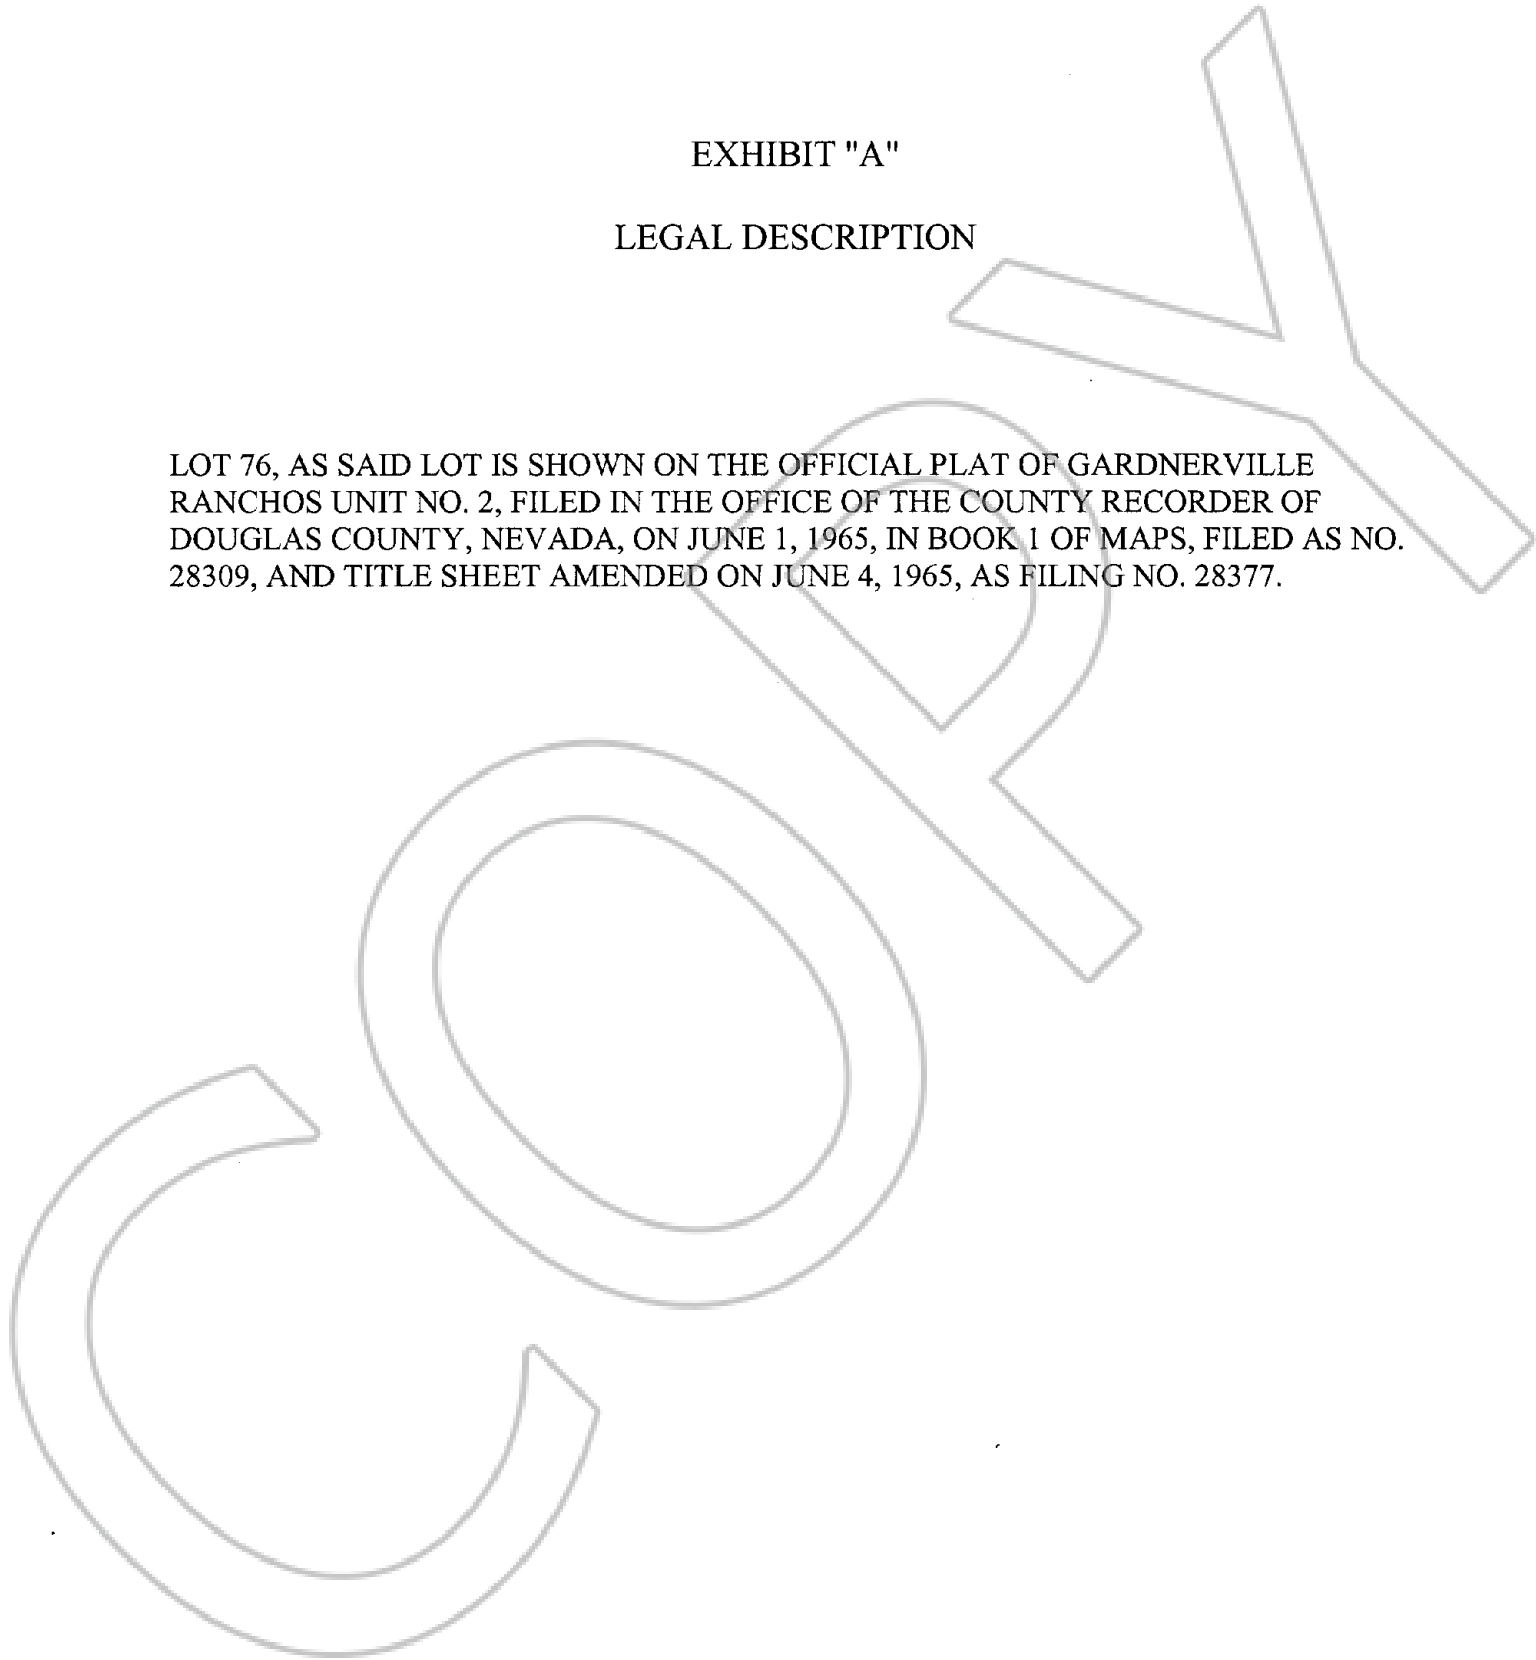 EXHIBIT "A"
LEGAL DESCRIPTION
LOT 76, AS SAID LOT IS SHOWN ON THE OFFICIAL PLAT OF GARDNERVILLE
RANCHOS UNIT NO. 2, FILED IN THE OFFICE OF THE COUNTY RECORDER OF
DOUGLAS COUNTY, NEVADA, ON JUNE 1, 1965, IN BOOK 1 OF MAPS, FILED AS NO.
28309, AND TITLE SHEET AMENDED ON JUNE 4, 1965, AS FILING NO. 28377.
COPY